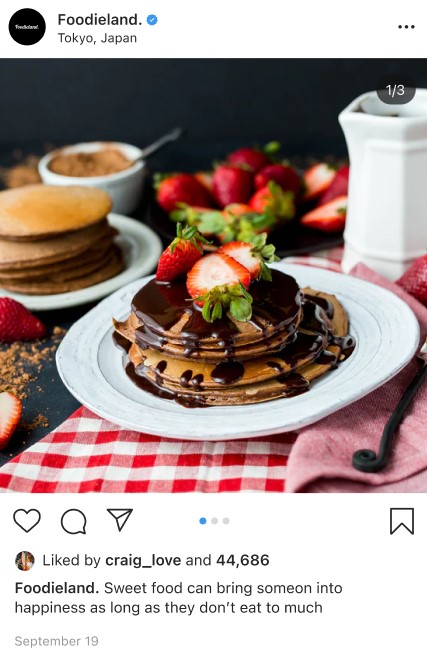 Foodieland.
Foodieland.
Tokyo, Japan
1/3
Liked by craig_love and 44,686
Foodieland. Sweet food can bring someon into
happiness as long as they don't eat to much
September 19